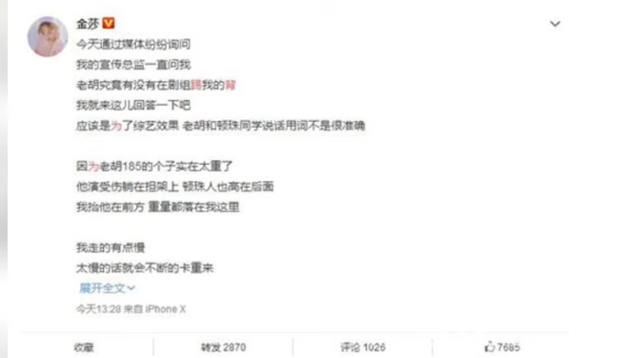 金莎
今天通过媒体纷纷询问
我的宣传总监一直问我
老胡究竟有没有在剧组踢我的背
我就来这儿回答一下吧
应该是为了综艺效果 老胡和顿珠同学说话用词不是很准确
因为老胡185的个子实在太重了
他演受伤躺在担架上 顿珠人也高在后面
我抬他在前方 重量都落在我这里
我走的有点慢
太慢的话就会不断的卡重来
展开全文
今天13:28 来自 iPhone X
收藏 转发 2870 评论 1026 7685